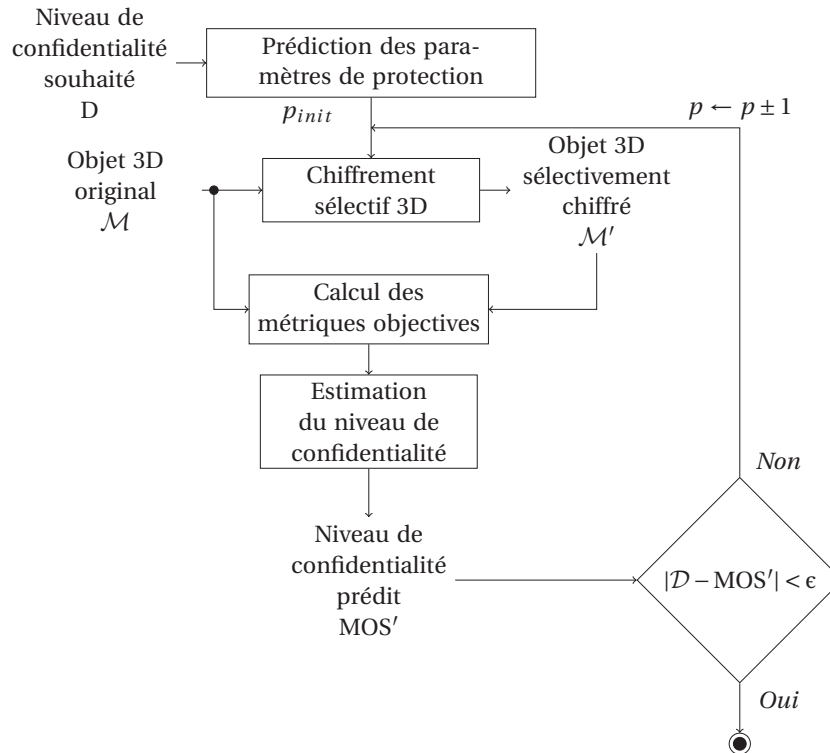 Niveau de
confidentialité
souhaité
D
Prédiction des para-
mètres de protection
p_{init}
p ← p ± 1
Objet 3D
original
ℳ
Chiffrement
sélectif 3D
Objet 3D
sélectivement
chiffré
ℳ′
Calcul des
métriques objectives
Estimation
du niveau de
confidentialité
Non
Niveau de
confidentialité
prédit
MOS′
|𝒟 − MOS′| < ϵ
Oui